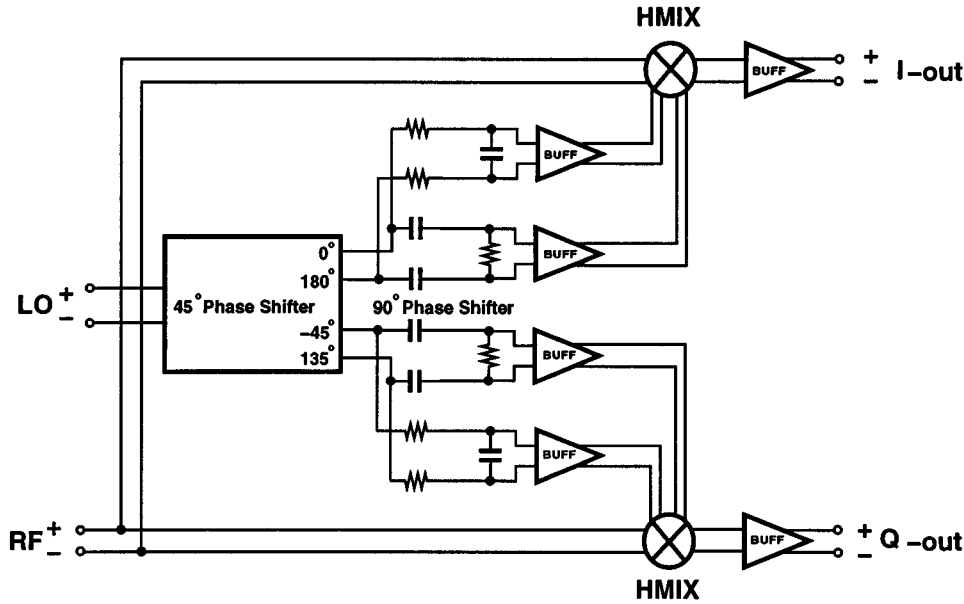 HMIX
BUFF
+
−
I-out
BUFF
0°
180°
LO
+
−
45° Phase Shifter
BUFF
90° Phase Shifter
−45°
135°
BUFF
BUFF
RF
+
−
BUFF
+
−
Q-out
HMIX